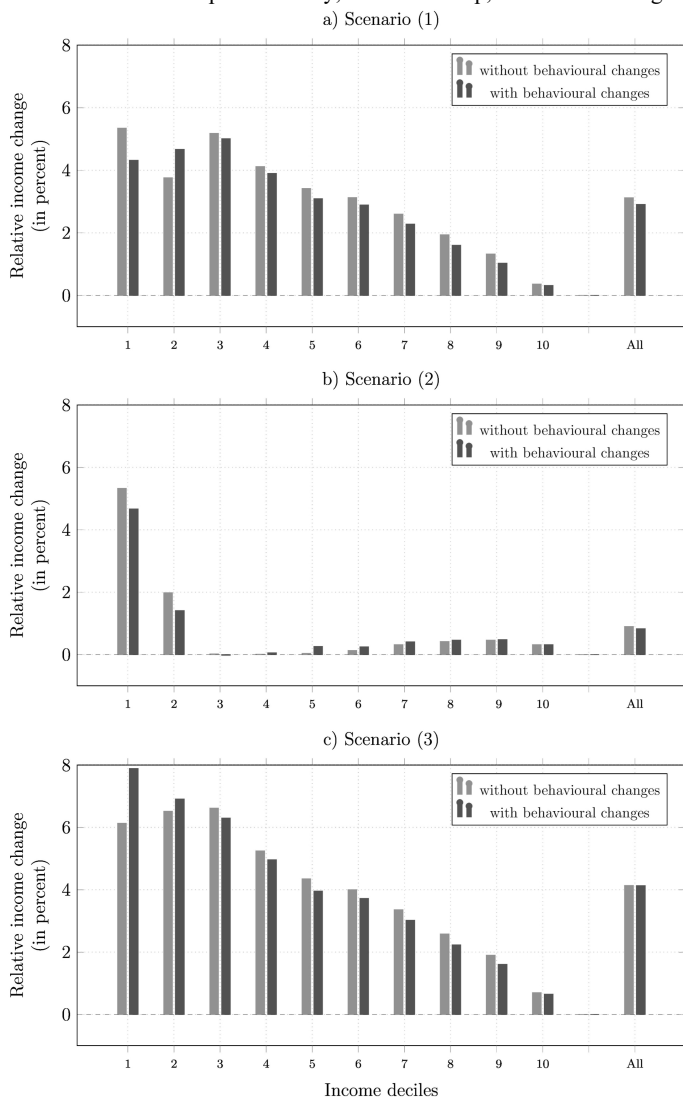 a) Scenario (1)
8
6
4
2
0
Relative income change
(in percent)
without behavioural changes
with behavioural changes
1 2 3 4 5 6 7 8 9 10 All
b) Scenario (2)
8
6
4
2
0
Relative income change
(in percent)
without behavioural changes
with behavioural changes
1 2 3 4 5 6 7 8 9 10 All
c) Scenario (3)
8
6
4
2
0
Relative income change
(in percent)
without behavioural changes
with behavioural changes
1 2 3 4 5 6 7 8 9 10 All
Income deciles